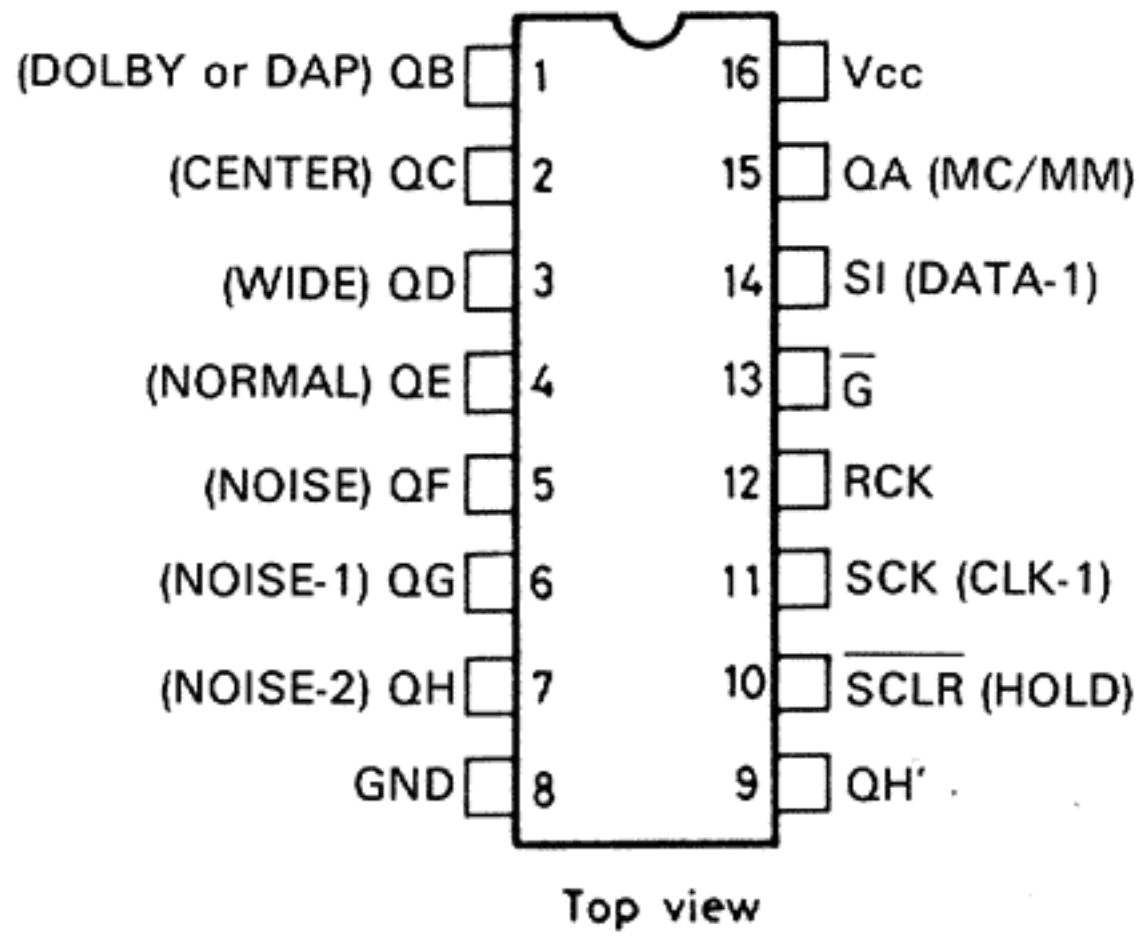 (DOLBY or DAP) QB 1 16 Vcc
(CENTER) QC 2 15 QA (MC/MM)
(WIDE) QD 3 14 SI (DATA-1)
(NORMAL) QE 4 13 G̅
(NOISE) QF 5 12 RCK
(NOISE-1) QG 6 11 SCK (CLK-1)
(NOISE-2) QH 7 10 S̅C̅L̅R̅ (HOLD)
GND 8 9 QH'
Top view